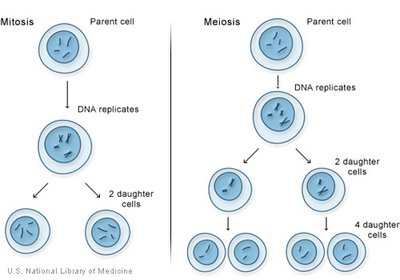 Mitosis
Parent cell
DNA replicates
2 daughter
cells
U.S. National Library of Medicine
Meiosis
Parent cell
DNA replicates
2 daughter
cells
4 daughter
cells